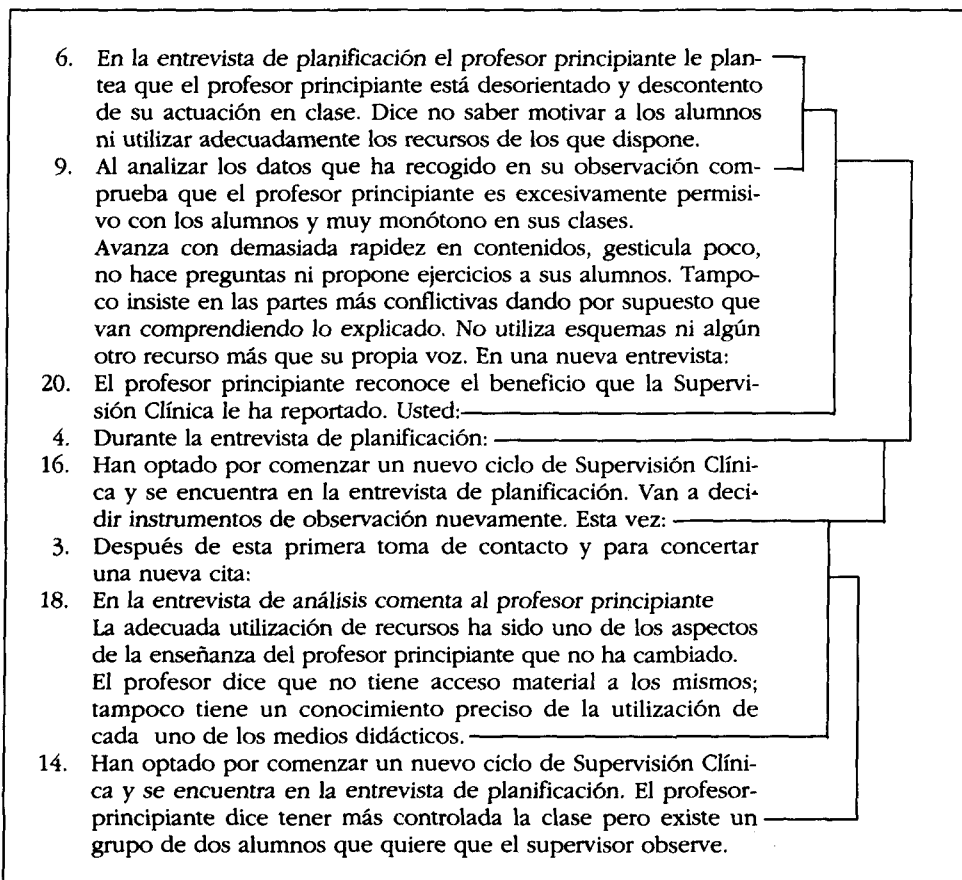 6. En la entrevista de planificación el profesor principiante le plan-
tea que el profesor principiante está desorientado y descontento
de su actuación en clase. Dice no saber motivar a los alumnos
ni utilizar adecuadamente los recursos de los que dispone.
9. Al analizar los datos que ha recogido en su observación com-
prueba que el profesor principiante es excesivamente permisi-
vo con los alumnos y muy monótono en sus clases.
Avanza con demasiada rapidez en contenidos, gesticula poco,
no hace preguntas ni propone ejercicios a sus alumnos. Tampo-
co insiste en las partes más conflictivas dando por supuesto que
van comprendiendo lo explicado. No utiliza esquemas ni algún
otro recurso más que su propia voz. En una nueva entrevista:
20. El profesor principiante reconoce el beneficio que la Supervi-
sión Clínica le ha reportado. Usted:
4. Durante la entrevista de planificación:
16. Han optado por comenzar un nuevo ciclo de Supervisión Clíni-
ca y se encuentra en la entrevista de planificación. Van a deci-
dir instrumentos de observación nuevamente. Esta vez:
3. Después de esta primera toma de contacto y para concertar
una nueva cita:
18. En la entrevista de análisis comenta al profesor principiante
La adecuada utilización de recursos ha sido uno de los aspectos
de la enseñanza del profesor principiante que no ha cambiado.
El profesor dice que no tiene acceso material a los mismos;
tampoco tiene un conocimiento preciso de la utilización de
cada uno de los medios didácticos.
14. Han optado por comenzar un nuevo ciclo de Supervisión Clíni-
ca y se encuentra en la entrevista de planificación. El profesor-
principiante dice tener más controlada la clase pero existe un
grupo de dos alumnos que quiere que el supervisor observe.